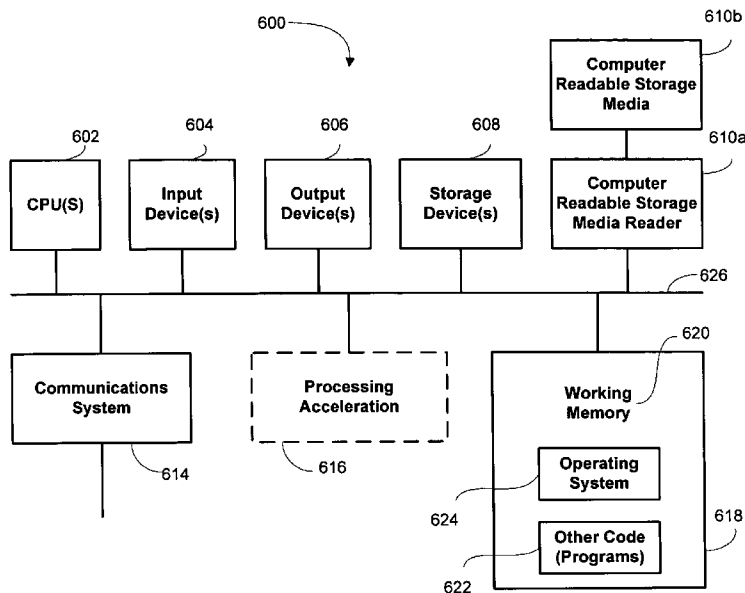 600
610b
Computer
Readable Storage
Media
602
604
606
608
610a
CPU(S)
Input
Device(s)
Output
Device(s)
Storage
Device(s)
Computer
Readable Storage
Media Reader
626
620
Communications
System
Processing
Acceleration
Working
Memory
614
616
Operating
System
624
618
Other Code
(Programs)
622